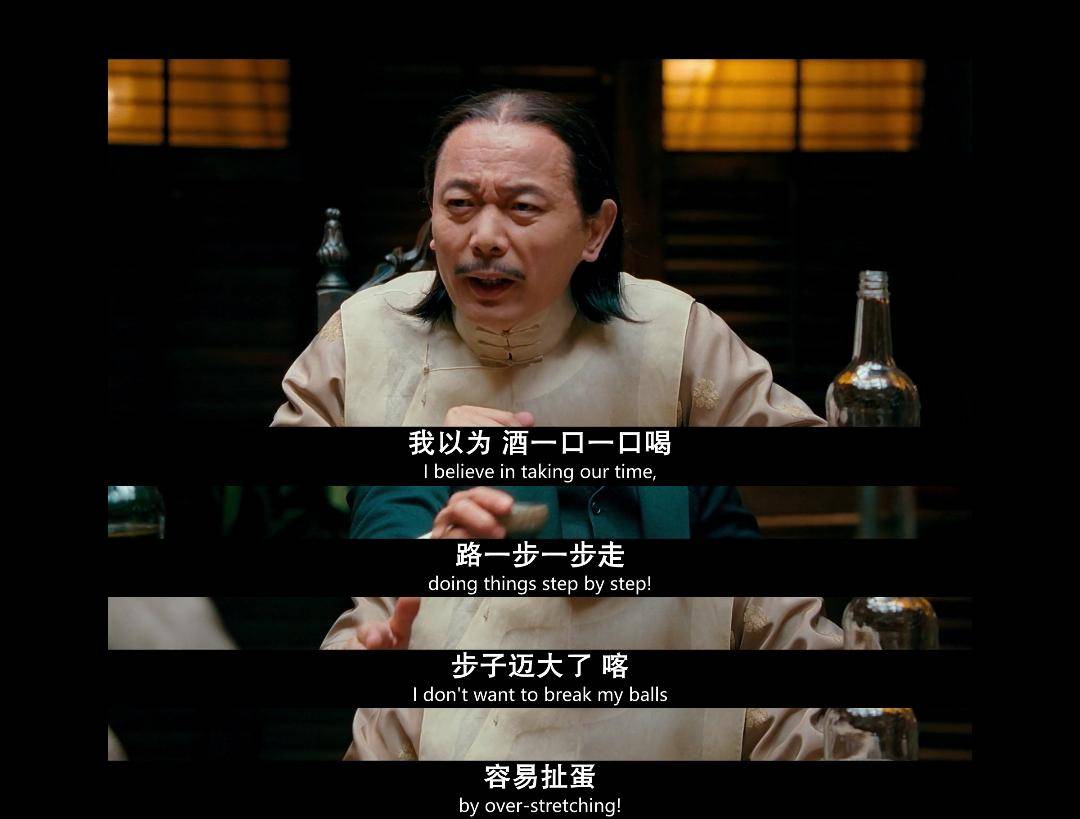 我以为 酒一口一口喝
I believe in taking our time,
路一步一步走
doing things step by step!
步子迈大了 喀
I don't want to break my balls
容易扯蛋
by over-stretching!